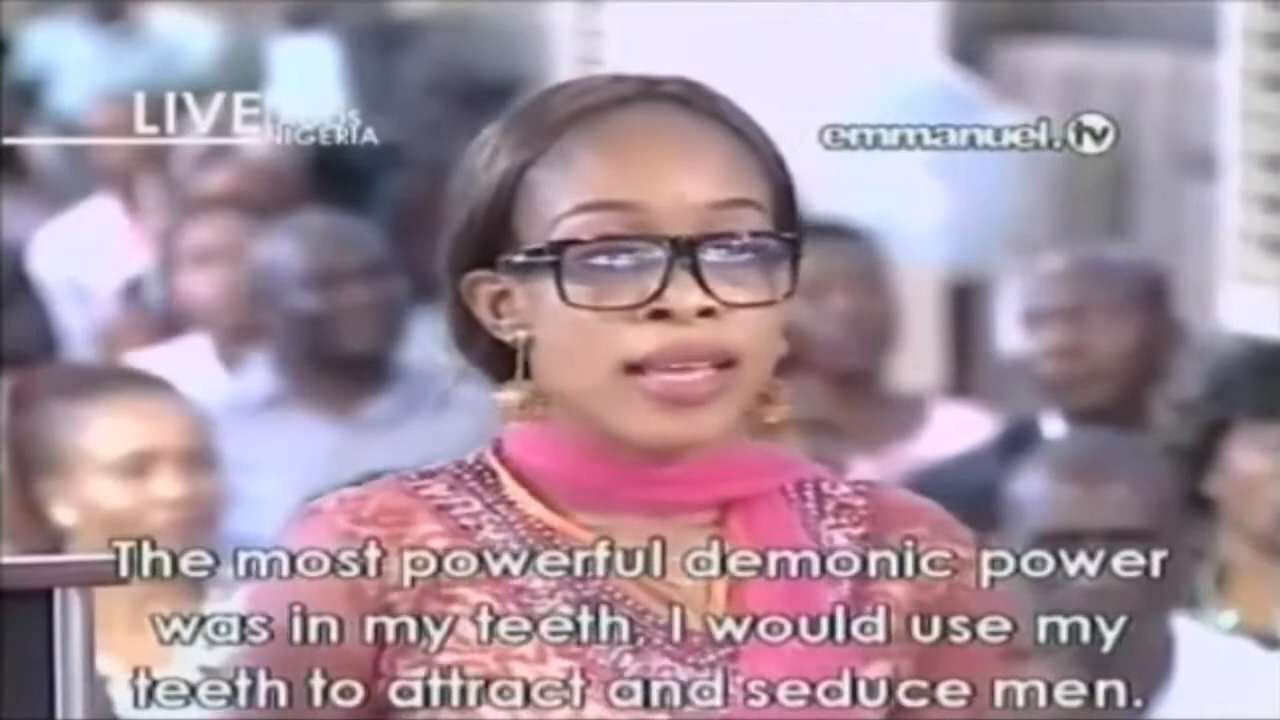 LIVE
NIGERIA
emmanuel.tv
The most powerful demonic power
was in my teeth, I would use my
teeth to attract and seduce men.